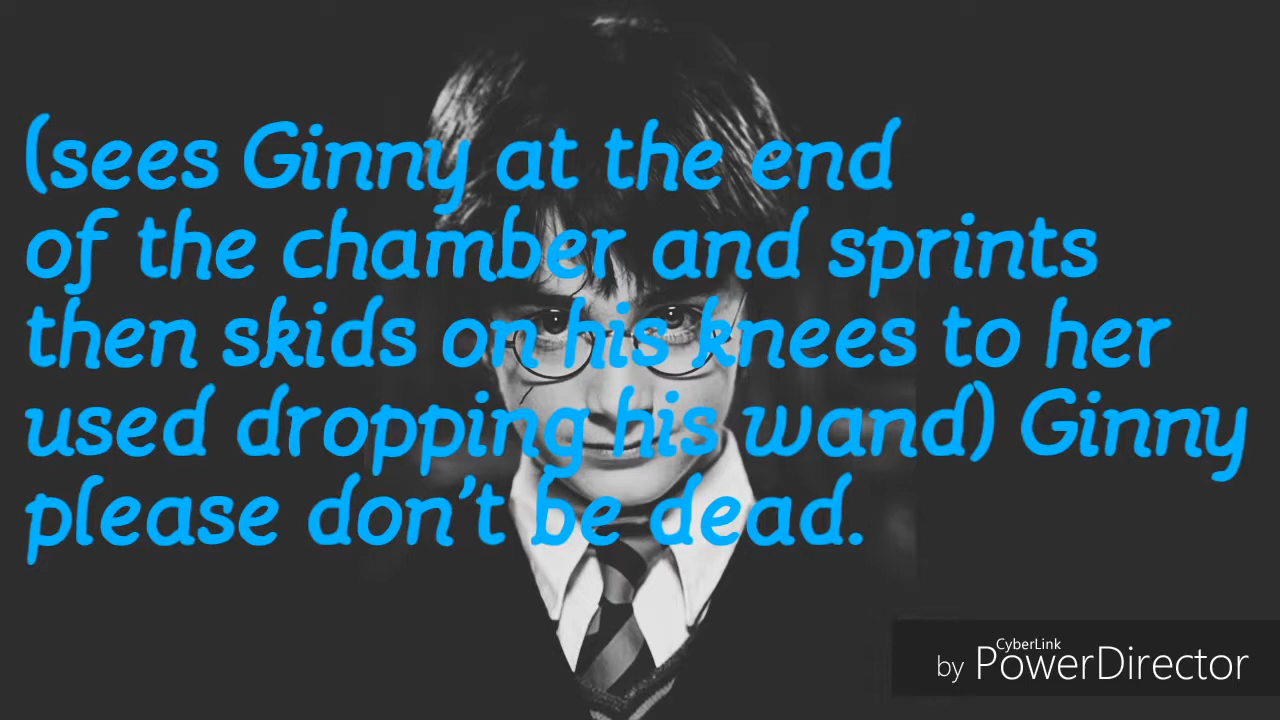 (sees Ginny at the end
of the chamber and sprints
then skids on his knees to her
used dropping his wand) Ginny
please don't be dead.
CyberLink
by PowerDirector